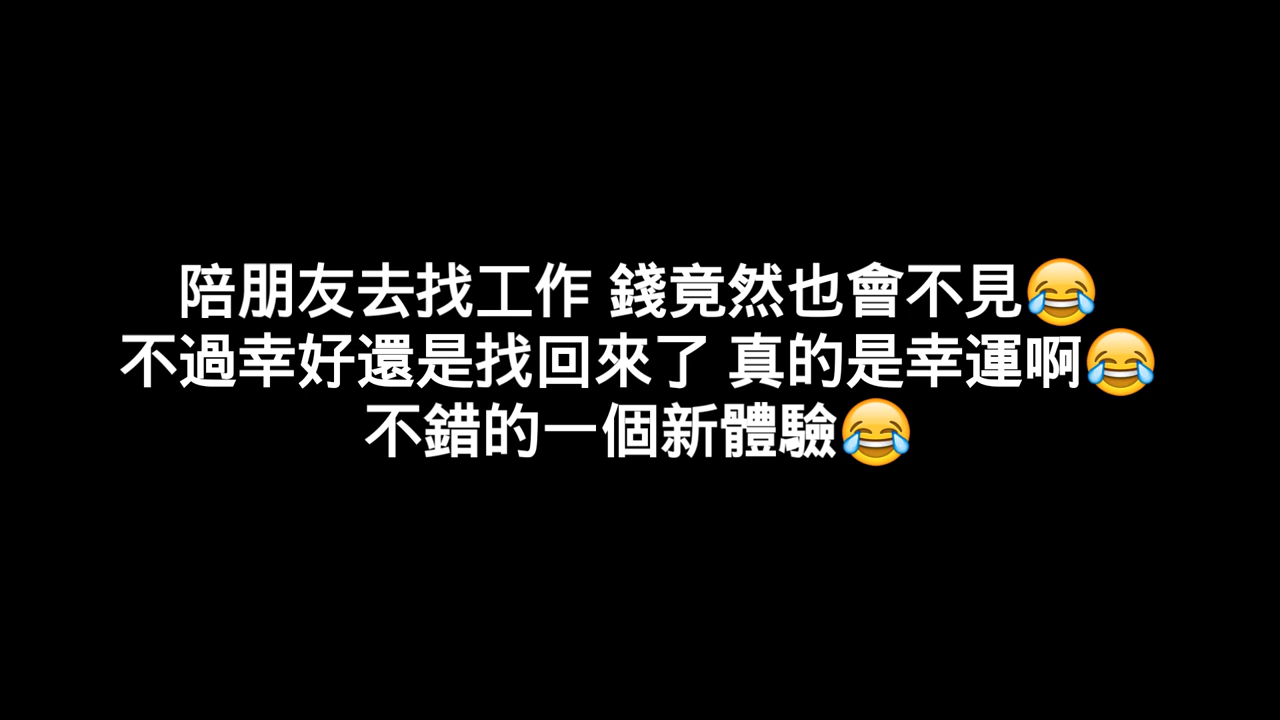 陪朋友去找工作 錢竟然也會不見😂
不過幸好還是找回來了 真的是幸運啊😂
不錯的一個新體驗😂